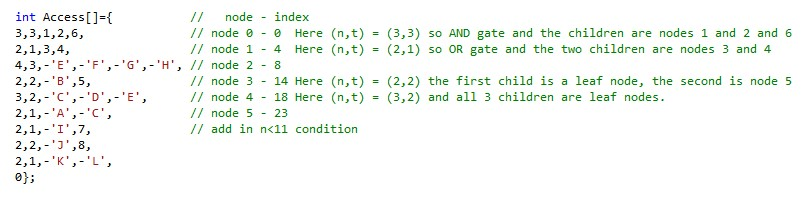 int Access[]={ // node - index
3,3,1,2,6, // node 0 - 0 Here (n,t) = (3,3) so AND gate and the children are nodes 1 and 2 and 6
2,1,3,4, // node 1 - 4 Here (n,t) = (2,1) so OR gate and the two children are nodes 3 and 4
4,3,-'E',-'F',-'G',-'H', // node 2 - 8
2,2,-'B',5, // node 3 - 14 Here (n,t) = (2,2) the first child is a leaf node, the second is node 5
3,2,-'C',-'D',-'E', // node 4 - 18 Here (n,t) = (3,2) and all 3 children are leaf nodes.
2,1,-'A',-'C', // node 5 - 23
2,1,-'I',7, // add in n<11 condition
2,2,-'J',8,
2,1,-'K',-'L',
0};